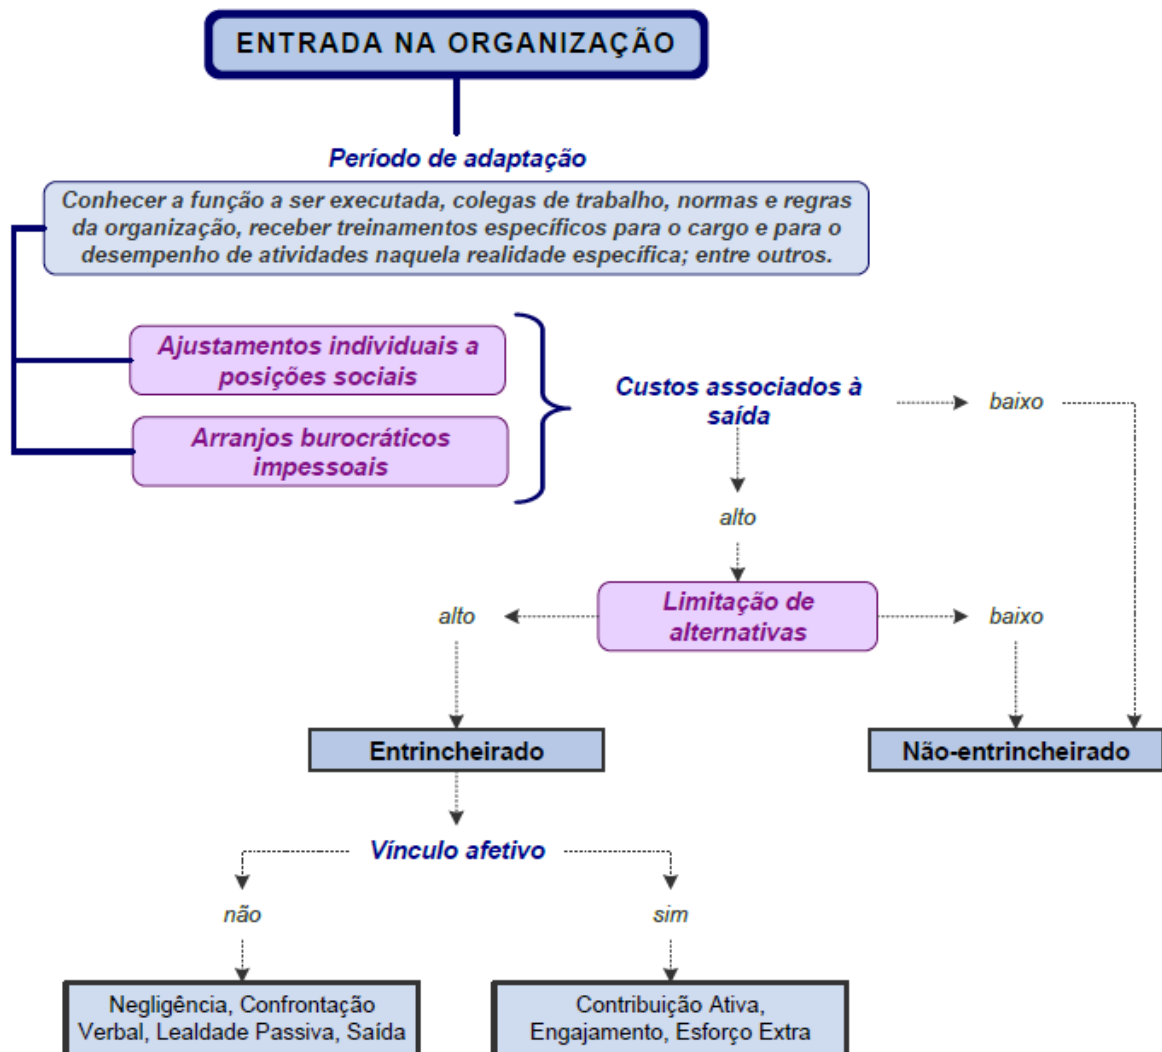 ENTRADA NA ORGANIZAÇÃO
Período de adaptação
Conhecer a função a ser executada, colegas de trabalho, normas e regras
da organização, receber treinamentos específicos para o cargo e para o
desempenho de atividades naquela realidade específica; entre outros.
Ajustamentos individuais a
posições sociais
Arranjos burocráticos
impessoais
Custos associados à
saída
baixo
alto
Limitação de
alternativas
alto
baixo
Entrincheirado
Não-entrincheirado
Vínculo afetivo
não
sim
Negligência, Confrontação
Verbal, Lealdade Passiva, Saída
Contribuição Ativa,
Engajamento, Esforço Extra